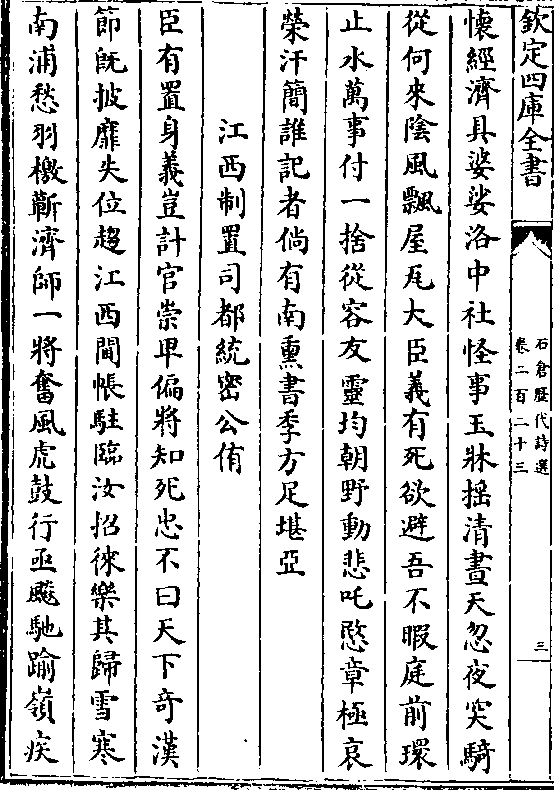 欽定四庫全書
石倉歷代詩選
卷二百二十三
三
懷經濟具婆娑洛中社怪事玉牀揺清晝天忽夜突騎
從何來陰風飄屋瓦大臣義有死欲避吾不暇庭前環
止水萬事付一捨從容友靈均朝野動悲吒愍章極哀
榮汗簡誰記者倘有南熏書季方足堪亞
江西制置司都統密公侑
臣有置身義豈計官崇卑偏將知死忠不曰天下奇漢
節既披靡失位趨江西閫帳駐臨汝招徠樂其歸雪寒
南浦愁羽檄蘄濟師一將奮風虎鼓行亟飈馳踰嶺疾